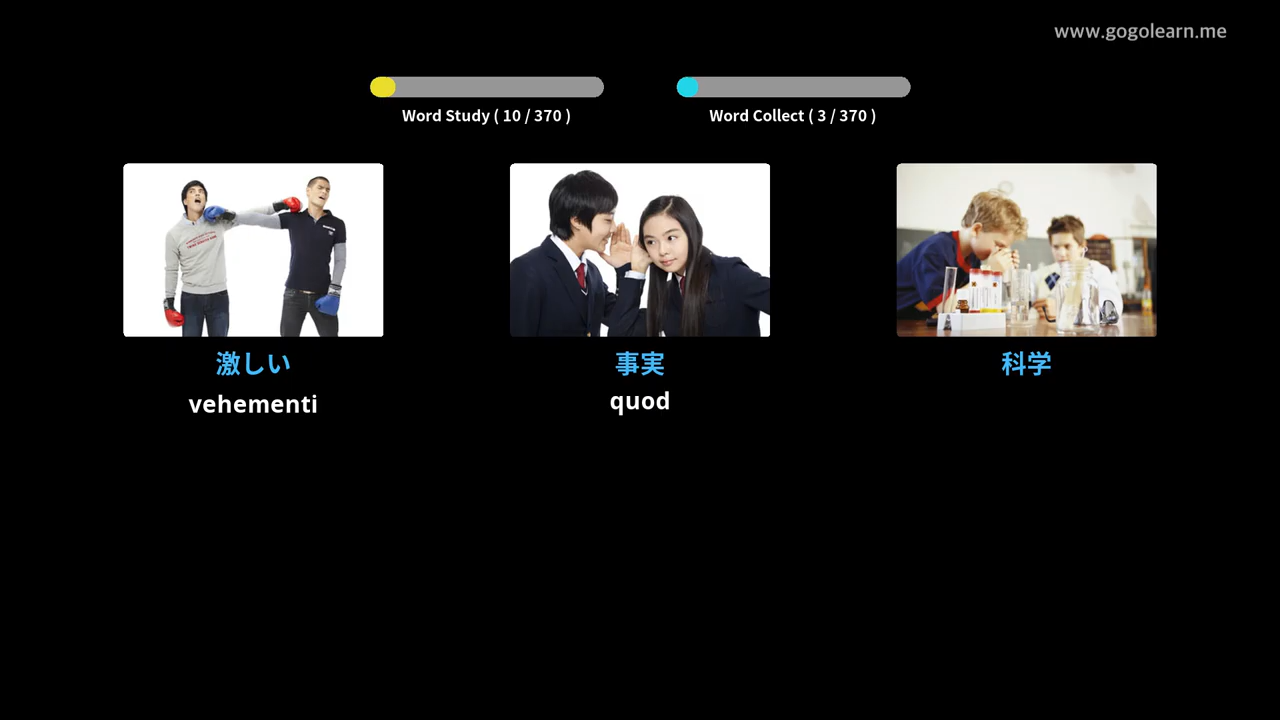 www.gogolearn.me
Word Study ( 10 / 370 )
Word Collect ( 3 / 370 )
激しい
事実
科学
vehementi
quod